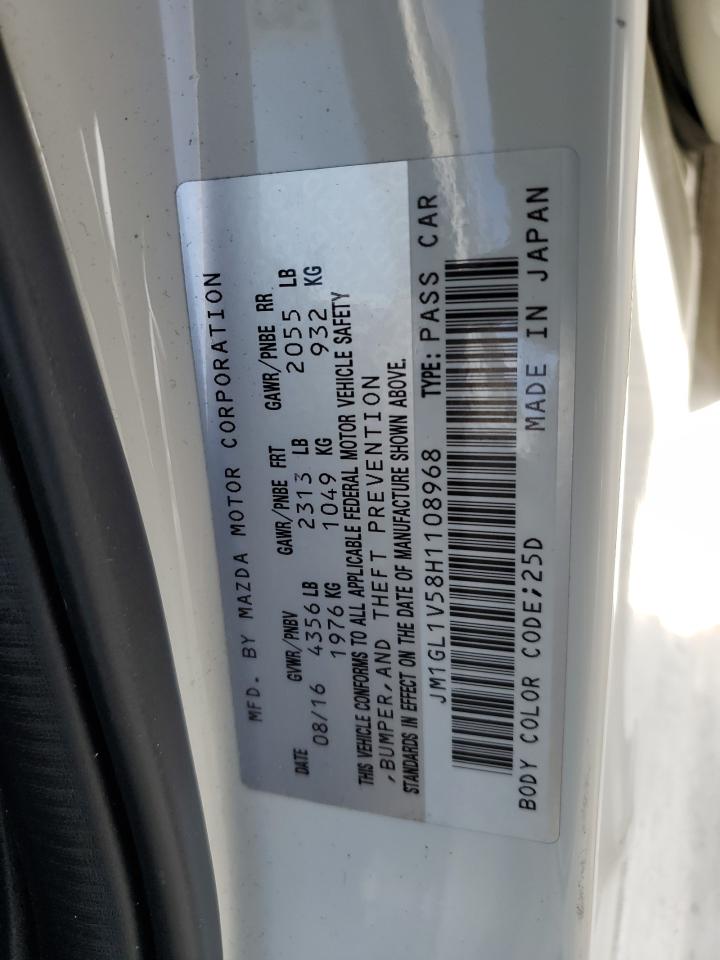 MFD. BY MAZDA MOTOR CORPORATION
DATE GVWR/PNBV GAWR/PNBE FRT GAWR/PNBE RR
08/16 4356 LB 2313 LB 2055 LB
1976 KG 1049 KG 932 KG
THIS VEHICLE CONFORMS TO ALL APPLICABLE FEDERAL MOTOR VEHICLE SAFETY
,BUMPER,AND THEFT PREVENTION
STANDARDS IN EFFECT ON THE DATE OF MANUFACTURE SHOWN ABOVE.
JM1GL1V58H1108968 TYPE: PASS CAR
BODY COLOR CODE;25D MADE IN JAPAN